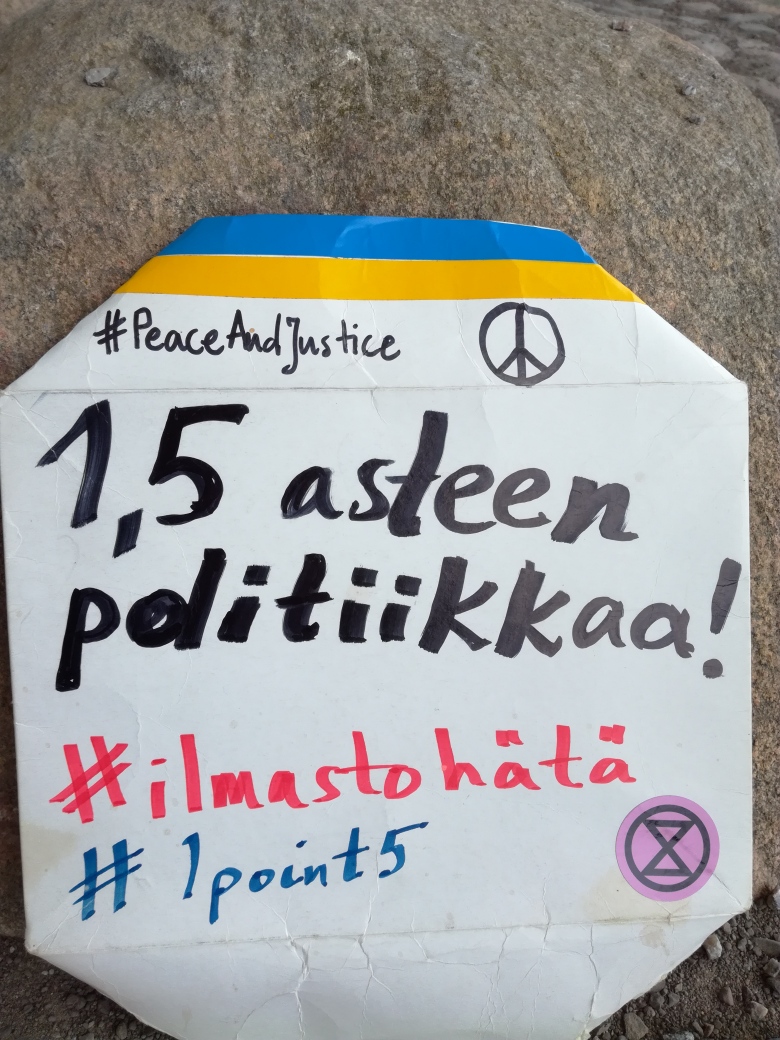 #PeaceAndJustice
1,5 asteen
politiikkaa!
#ilmastohätä
#1point5